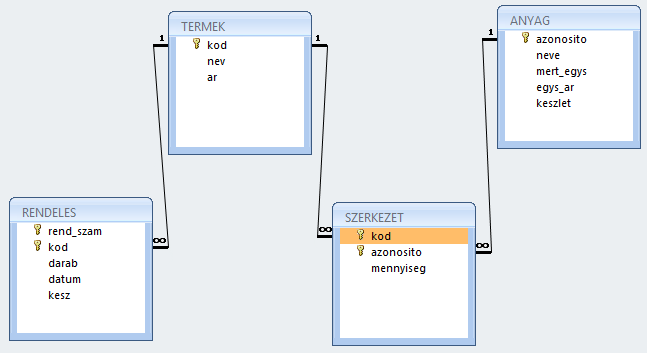 TERMEK
kod
nev
ar
1
1
ANYAG
azonosito
neve
mert_egys
egys_ar
keszlet
1
RENDELES
rend_szam
kod
darab
datum
kesz
∞
SZERKEZET
kod
azonosito
mennyiseg
∞
∞